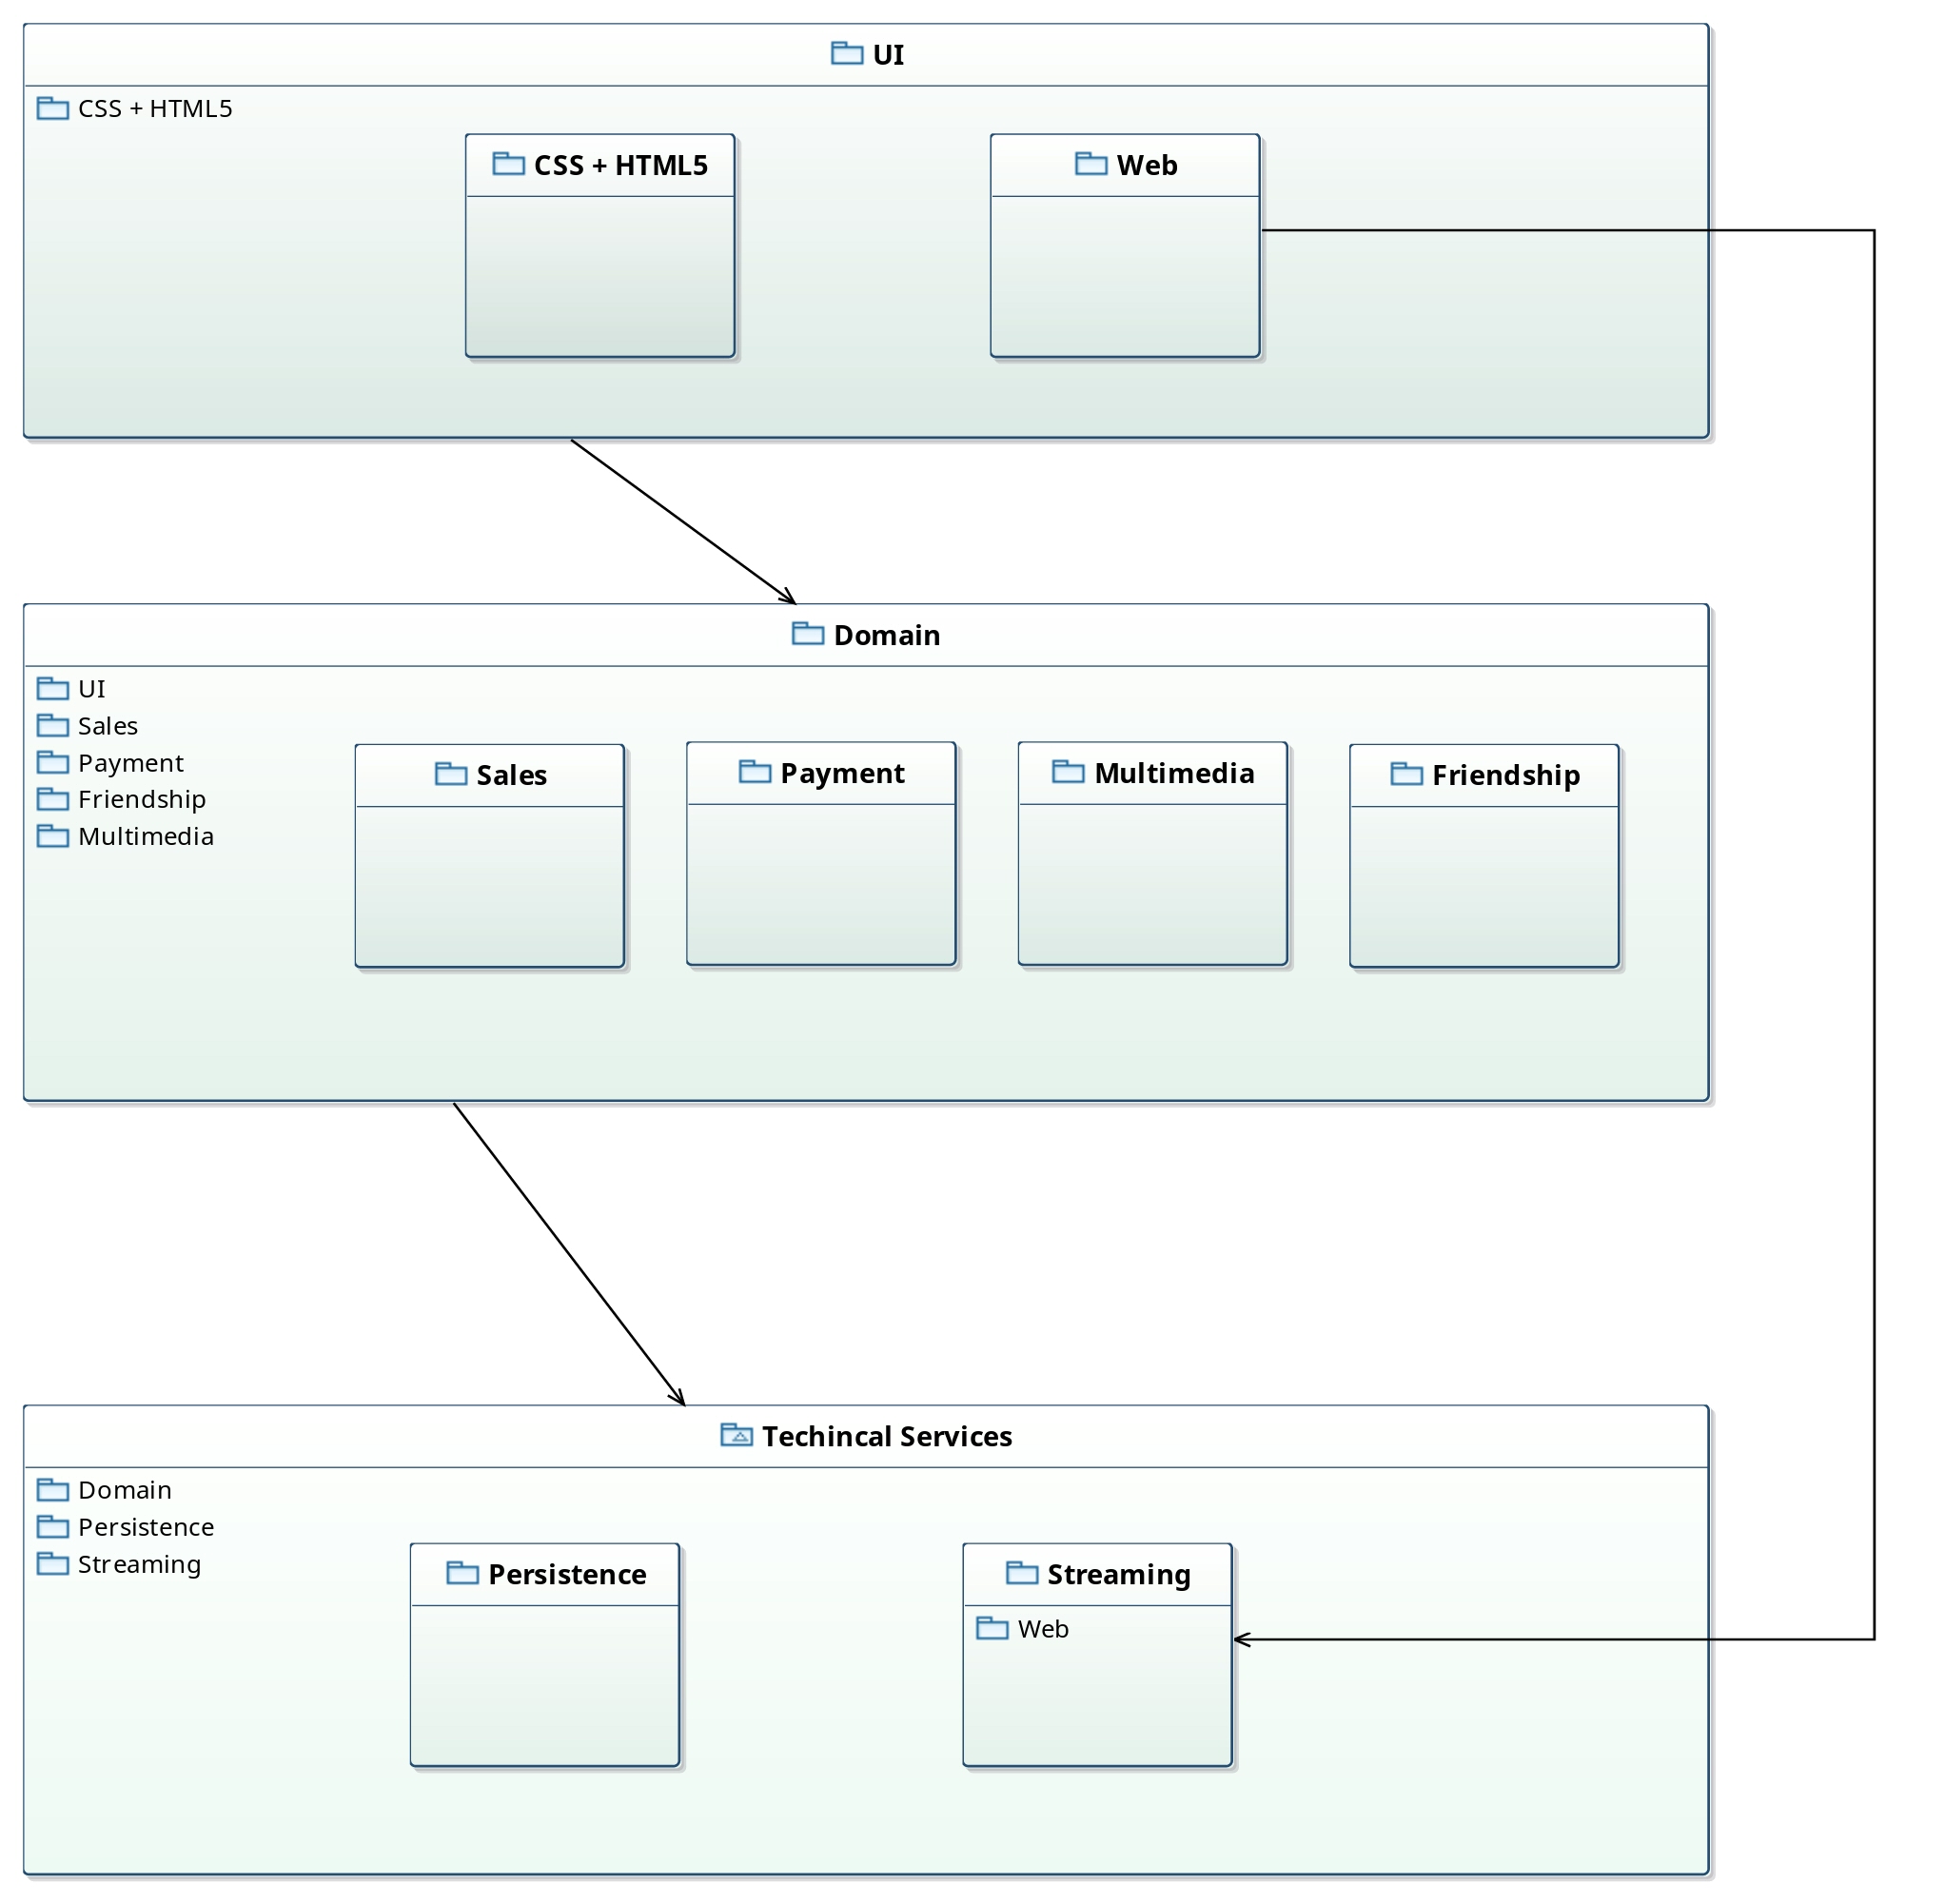 UI
CSS + HTML5
CSS + HTML5
Web
Domain
UI
Sales
Payment
Friendship
Multimedia
Sales
Payment
Multimedia
Friendship
Techincal Services
Domain
Persistence
Streaming
Persistence
Streaming
Web